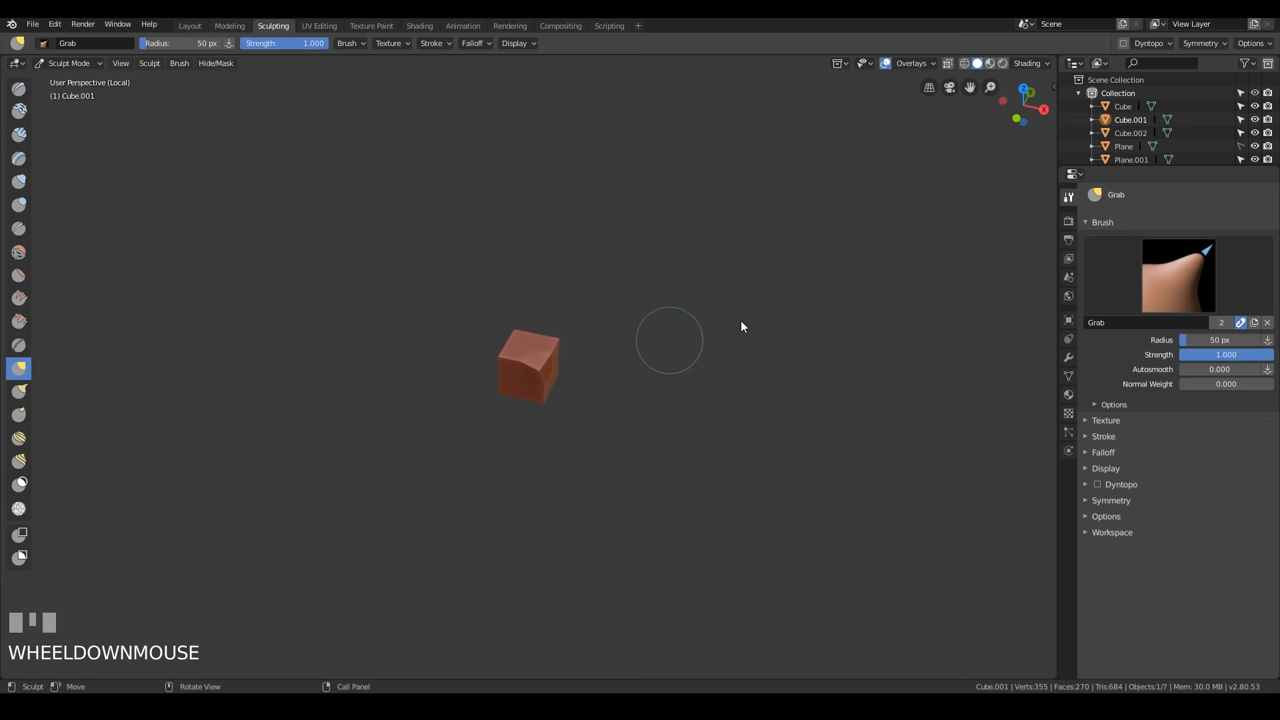 File Edit Render Window Help Layout Modeling Sculpting UV Editing Texture Paint Shading Animation Rendering Compositing Scripting + Scene View Layer
Grab Radius: 50 px Strength: 1.000 Brush Texture Stroke Falloff Display Dyntopo Symmetry Options
Sculpt Mode View Sculpt Brush Hide/Mask Overlays Shading
User Perspective (Local)
(1) Cube.001
Z
Y
X
Scene Collection
Collection
Cube
Cube.001
Cube.002
Plane
Plane.001
Grab
Brush
Grab 2
Radius 50 px
Strength 1.000
Autosmooth 0.000
Normal Weight 0.000
Options
Texture
Stroke
Falloff
Display
Dyntopo
Symmetry
Options
Workspace
WHEELDOWNMOUSE
Sculpt Move Rotate View Call Panel Cube.001 | Verts:355 | Faces:270 | Tris:684 | Objects:1/7 | Mem: 30.0 MB | v2.80.53